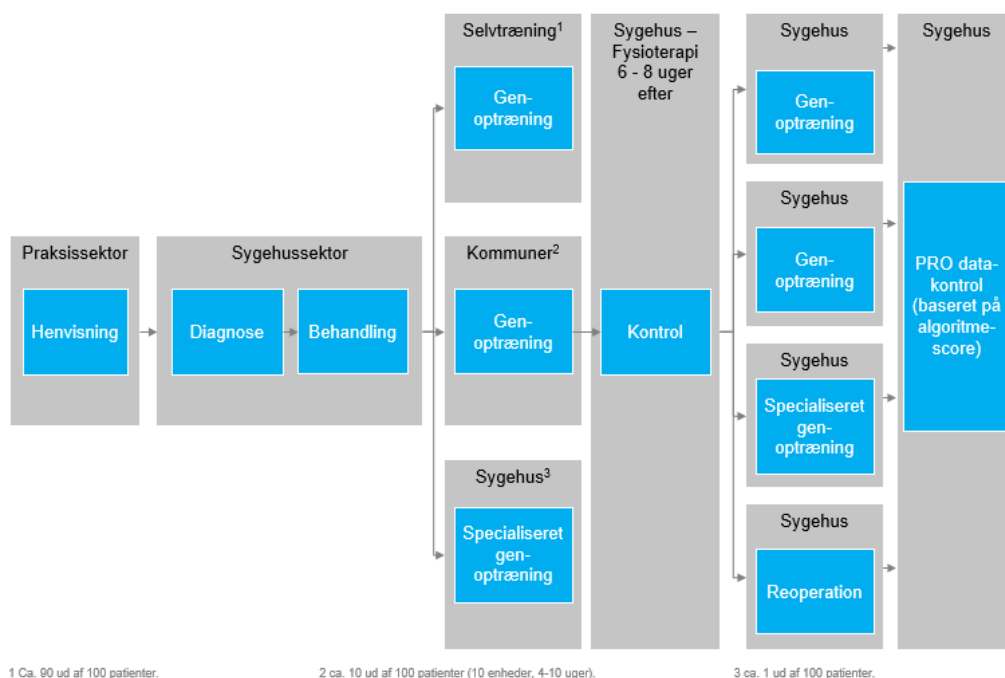 Praksissektor
Henvisning
Sygehussektor
Diagnose
Behandling
Selvtræning¹
Gen-
optræning
Kommuner²
Gen-
optræning
Sygehus³
Specialiseret
gen-
optræning
Sygehus –
Fysioterapi
6 - 8 uger
efter
Kontrol
Sygehus
Gen-
optræning
Sygehus
Gen-
optræning
Sygehus
Specialiseret
gen-
optræning
Sygehus
Reoperation
Sygehus
PRO data-
kontrol
(baseret på
algoritme-
score)
1 Ca. 90 ud af 100 patienter.
2 ca. 10 ud af 100 patienter (10 enheder, 4-10 uger).
3 ca. 1 ud af 100 patienter.